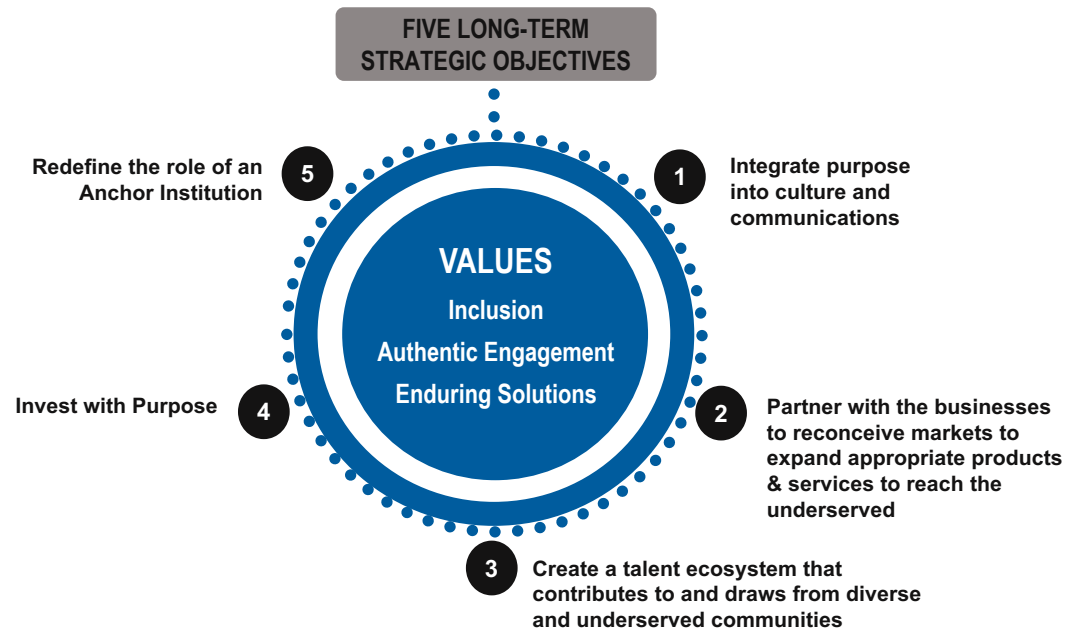 FIVE LONG-TERM
STRATEGIC OBJECTIVES
1
Integrate purpose
into culture and
communications
2
Partner with the businesses
to reconceive markets to
expand appropriate products
& services to reach the
underserved
3
Create a talent ecosystem that
contributes to and draws from diverse
and underserved communities
4
Invest with Purpose
5
Redefine the role of an
Anchor Institution
VALUES
Inclusion
Authentic Engagement
Enduring Solutions